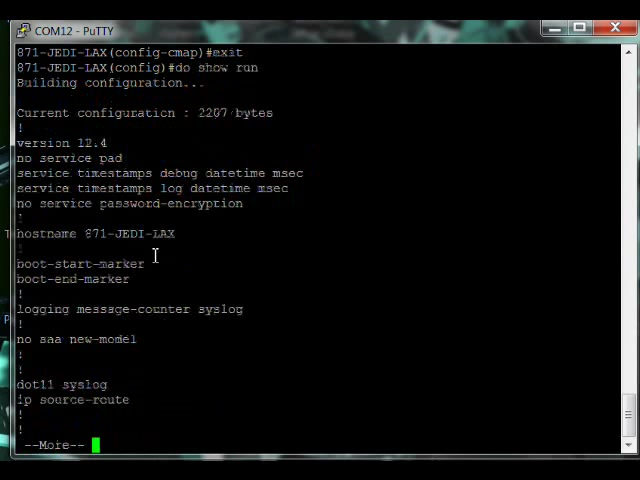 COM12 - PuTTY
871-JEDI-LAX(config-cmap)#exit
871-JEDI-LAX(config)#do show run
Building configuration...
Current configuration : 2207 bytes
!
version 12.4
no service pad
service timestamps debug datetime msec
service timestamps log datetime msec
no service password-encryption
!
hostname 871-JEDI-LAX
!
boot-start-marker
boot-end-marker
!
logging message-counter syslog
!
no aaa new-model
!
!
dot11 syslog
ip source-route
!
!
--More--